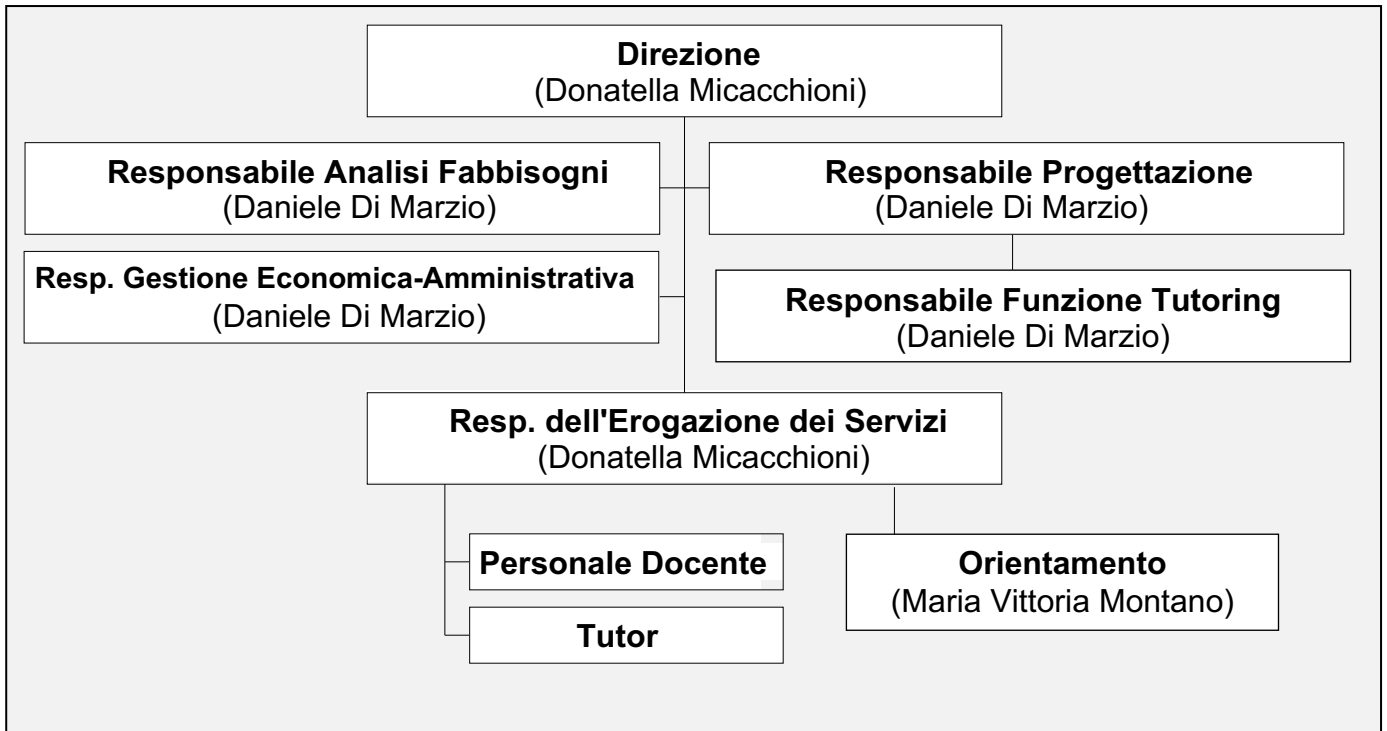 Direzione
(Donatella Micacchioni)
Responsabile Analisi Fabbisogni
(Daniele Di Marzio)
Responsabile Progettazione
(Daniele Di Marzio)
Resp. Gestione Economica-Amministrativa
(Daniele Di Marzio)
Responsabile Funzione Tutoring
(Daniele Di Marzio)
Resp. dell'Erogazione dei Servizi
(Donatella Micacchioni)
Personale Docente
Tutor
Orientamento
(Maria Vittoria Montano)